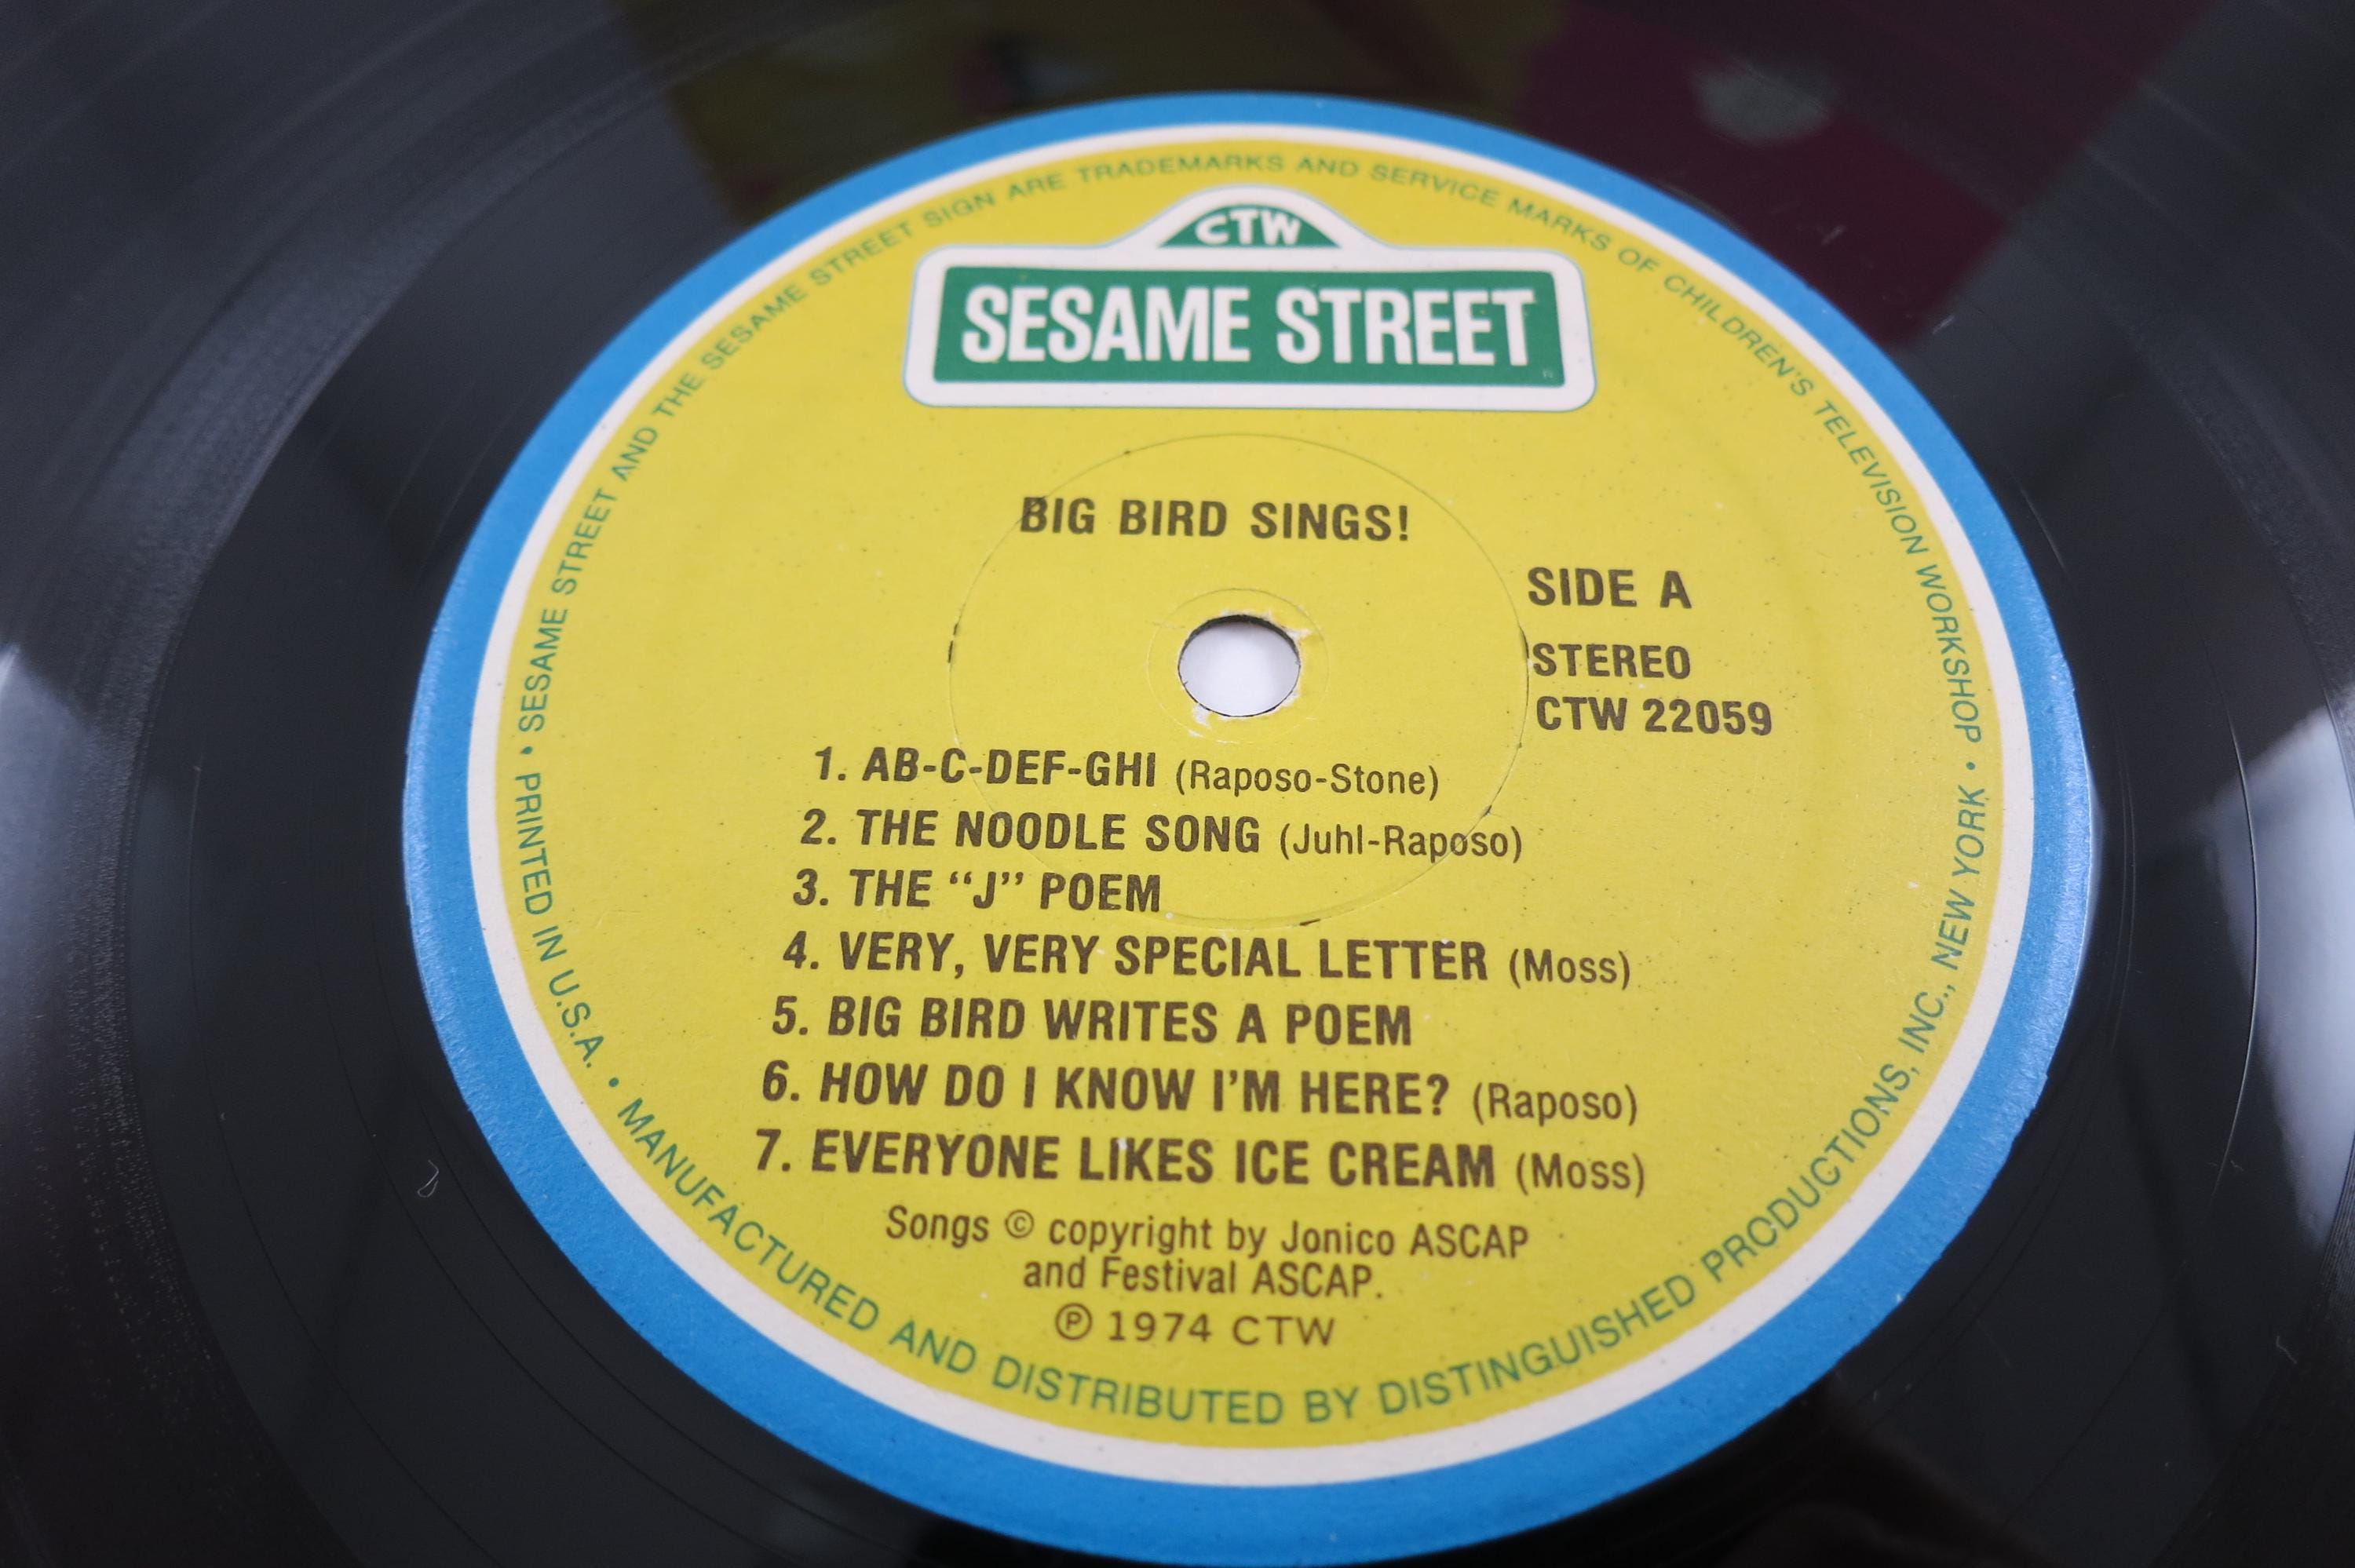 CTW
SESAME STREET
BIG BIRD SINGS!
SIDE A
STEREO
CTW 22059
1. AB-C-DEF-GHI (Raposo-Stone)
2. THE NOODLE SONG (Juhl-Raposo)
3. THE “J” POEM
4. VERY, VERY SPECIAL LETTER (Moss)
5. BIG BIRD WRITES A POEM
6. HOW DO I KNOW I’M HERE? (Raposo)
7. EVERYONE LIKES ICE CREAM (Moss)
Songs © copyright by Jonico ASCAP
and Festival ASCAP.
℗ 1974 CTW
• SESAME STREET AND THE SESAME STREET SIGN ARE TRADEMARKS AND SERVICE MARKS OF CHILDREN'S TELEVISION WORKSHOP •
PRINTED IN U.S.A. • MANUFACTURED AND DISTRIBUTED BY DISTINGUISHED PRODUCTIONS, INC., NEW YORK